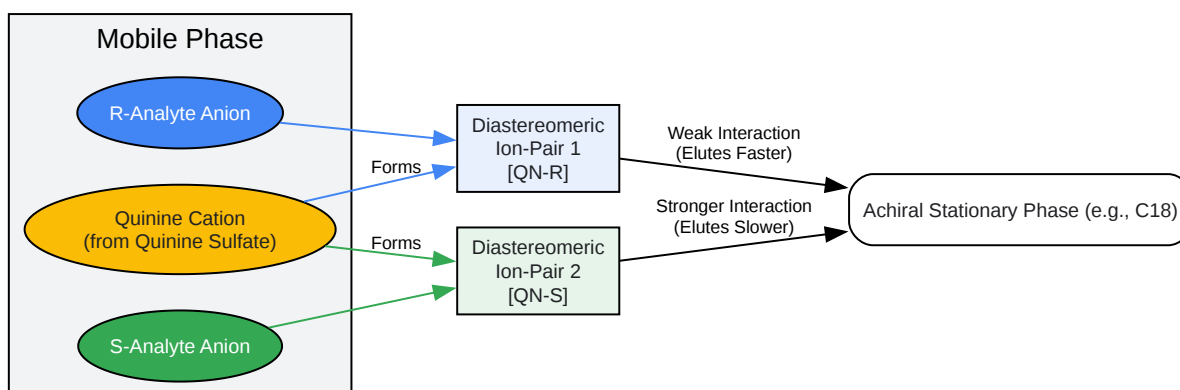 Mobile Phase
R-Analyte Anion
Quinine Cation
(from Quinine Sulfate)
S-Analyte Anion
Forms
Forms
Diastereomeric
Ion-Pair 1
[QN-R]
Diastereomeric
Ion-Pair 2
[QN-S]
Weak Interaction
(Elutes Faster)
Stronger Interaction
(Elutes Slower)
Achiral Stationary Phase (e.g., C18)